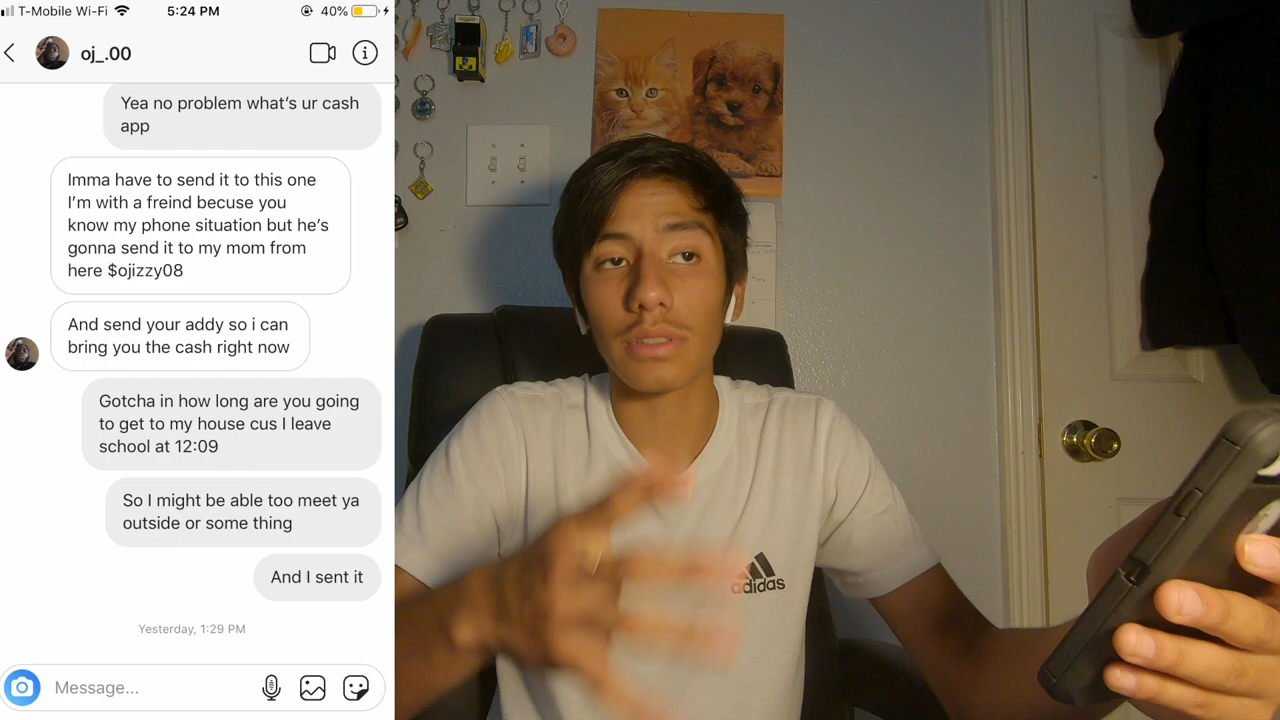 T-Mobile Wi-Fi 5:24 PM 40%
oj_.00
Yea no problem what's ur cash
app
Imma have to send it to this one
I'm with a freind becuse you
know my phone situation but he's
gonna send it to my mom from
here $ojizzy08
And send your addy so i can
bring you the cash right now
Gotcha in how long are you going
to get to my house cus I leave
school at 12:09
So I might be able too meet ya
outside or some thing
And I sent it
Yesterday, 1:29 PM
Message...
adidas